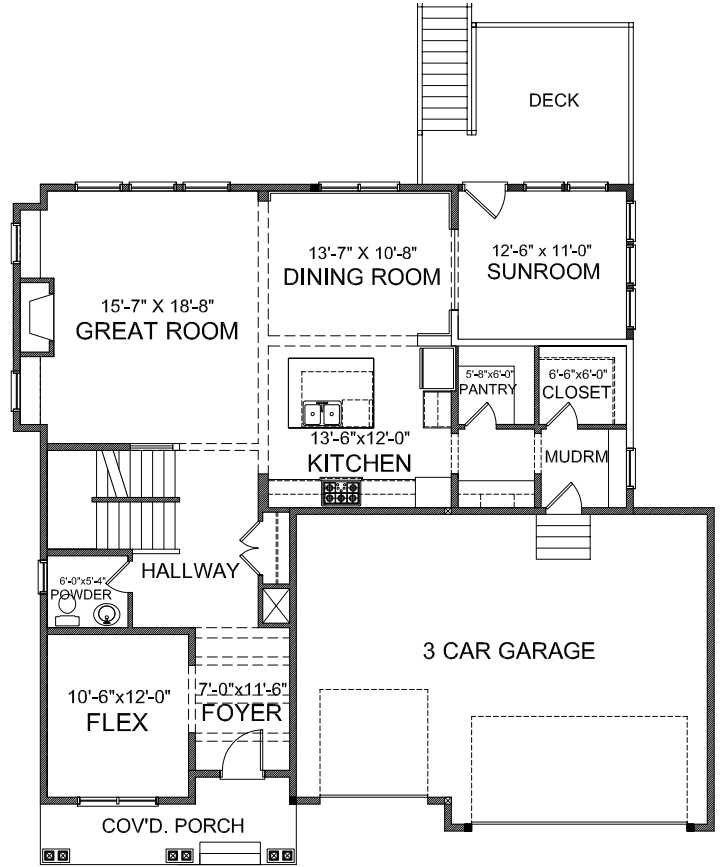 DECK
13'-7" X 10'-8"
DINING ROOM
12'-6" x 11'-0"
SUNROOM
15'-7" X 18'-8"
GREAT ROOM
5'-8"x6'-0"
PANTRY
6'-6"x6'-0"
CLOSET
13'-6"x12'-0"
KITCHEN
MUDRM
HALLWAY
6'-0"x5'-4"
POWDER
3 CAR GARAGE
10'-6"x12'-0"
FLEX
7'-0"x11'-6"
FOYER
COV'D. PORCH